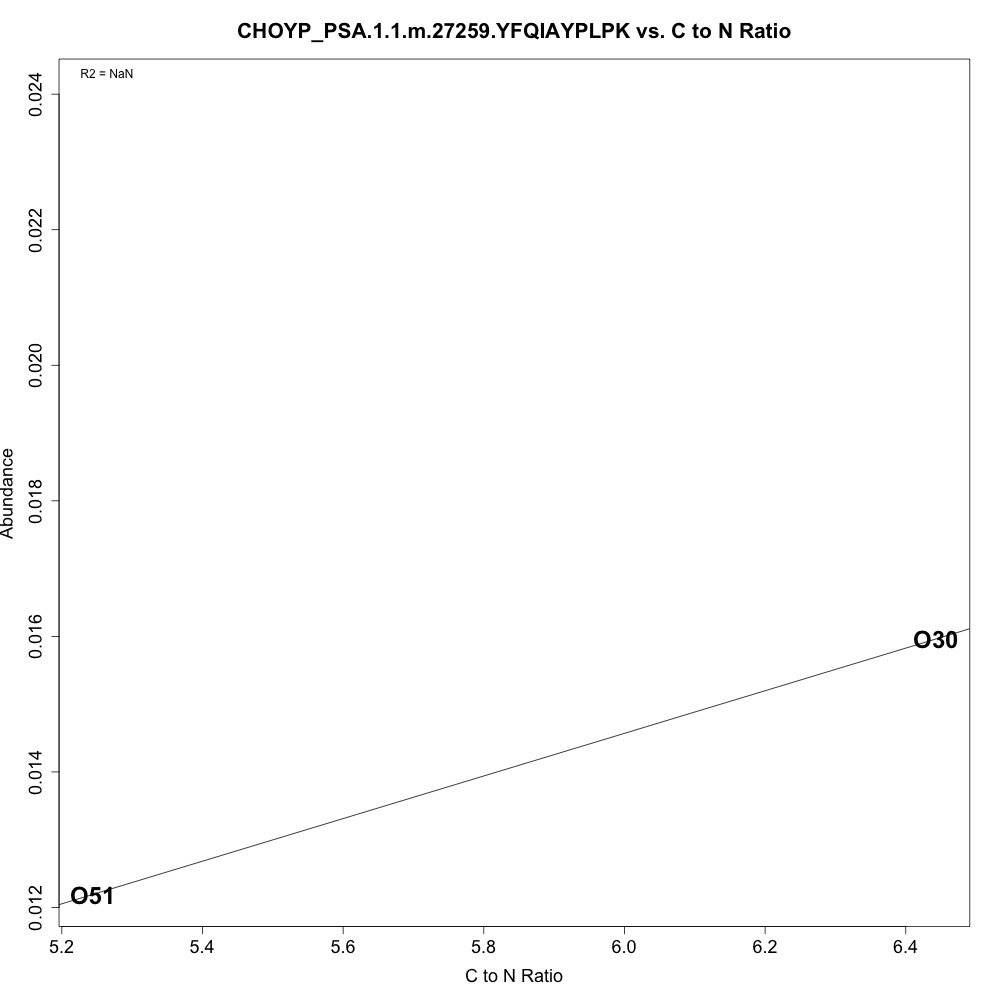 CHOYP_PSA.1.1.m.27259.YFQIAYPLPK vs. C to N Ratio
R2 = NaN
0.024
0.022
0.020
0.018
Abundance
0.016
O30
0.014
0.012
O51
5.2 5.4 5.6 5.8 6.0 6.2 6.4
C to N Ratio